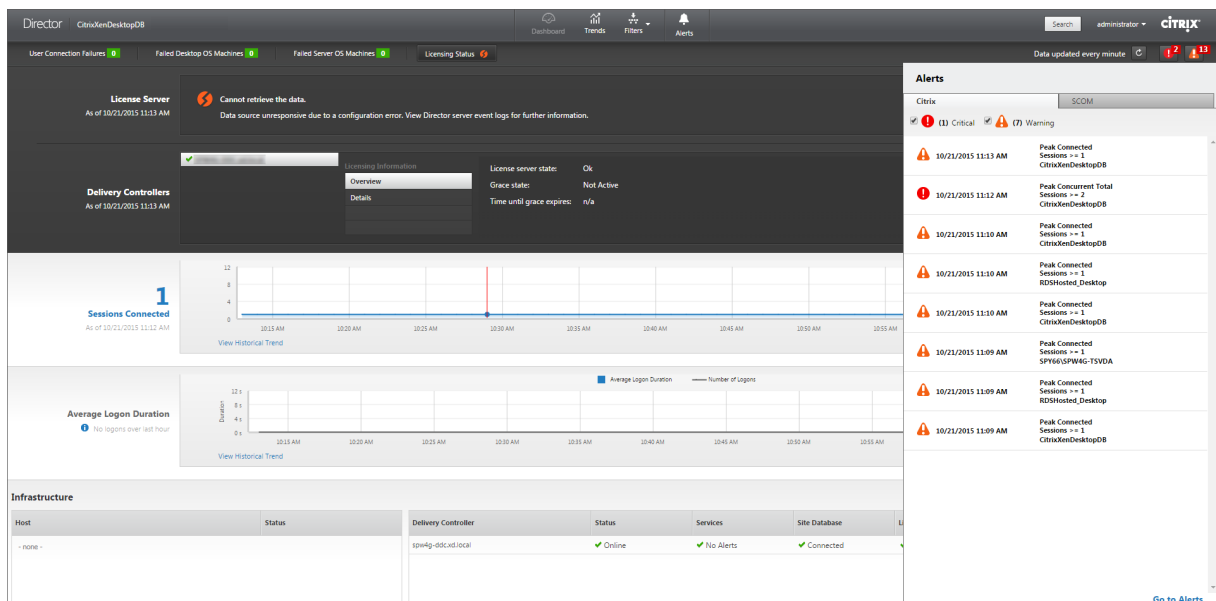 Director CitrixXenDesktopDB
Dashboard
Trends
Filters
Alerts
Search
administrator
CITRIX
User Connection Failures 0
Failed Desktop OS Machines 0
Failed Server OS Machines 0
Licensing Status
Data updated every minute
2
13
License Server
As of 10/21/2015 11:13 AM
Cannot retrieve the data.
Data source unresponsive due to a configuration error. View Director server event logs for further information.
Delivery Controllers
As of 10/21/2015 11:13 AM
Licensing Information
Overview
Details
License server state: Ok
Grace state: Not Active
Time until grace expires: n/a
1
Sessions Connected
As of 10/21/2015 11:12 AM
12
8
4
0
10:15 AM 10:20 AM 10:25 AM 10:30 AM 10:35 AM 10:40 AM 10:45 AM 10:50 AM 10:55 AM
View Historical Trend
Average Logon Duration
No logons over last hour
Average Logon Duration
Number of Logons
Duration
12 s
8 s
4 s
0 s
10:15 AM 10:20 AM 10:25 AM 10:30 AM 10:35 AM 10:40 AM 10:45 AM 10:50 AM 10:55 AM
View Historical Trend
Infrastructure
Host Status
- none -
Delivery Controller Status Services Site Database Li
spw4g-ddc.xd.local Online No Alerts Connected
Alerts
Citrix
SCOM
(1) Critical
(7) Warning
10/21/2015 11:13 AM
Peak Connected
Sessions >= 1
CitrixXenDesktopDB
10/21/2015 11:12 AM
Peak Concurrent Total
Sessions >= 2
CitrixXenDesktopDB
10/21/2015 11:10 AM
Peak Connected
Sessions >= 1
CitrixXenDesktopDB
10/21/2015 11:10 AM
Peak Connected
Sessions >= 1
RDSHosted_Desktop
10/21/2015 11:10 AM
Peak Connected
Sessions >= 1
CitrixXenDesktopDB
10/21/2015 11:09 AM
Peak Connected
Sessions >= 1
SPY66\SPW4G-TSVDA
10/21/2015 11:09 AM
Peak Connected
Sessions >= 1
RDSHosted_Desktop
10/21/2015 11:09 AM
Peak Connected
Sessions >= 1
CitrixXenDesktopDB
Go to Alerts